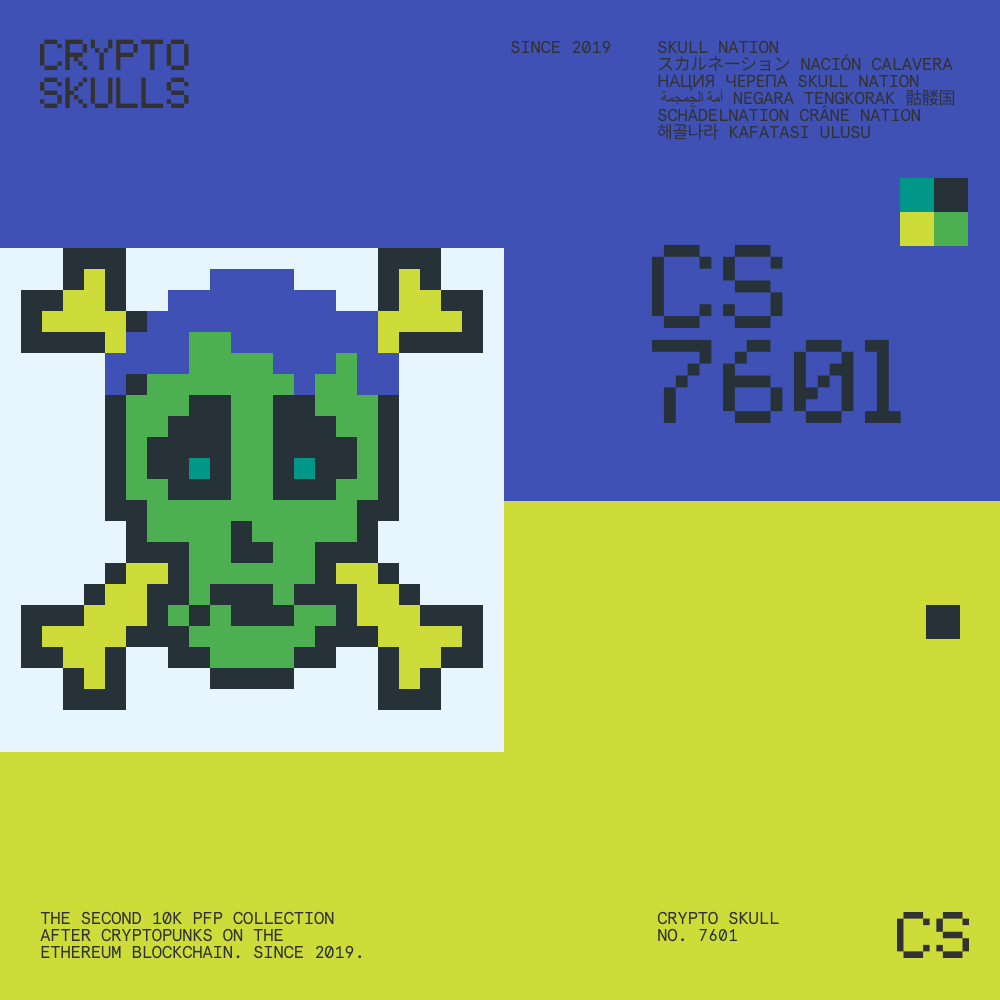 CRYPTO
SKULLS
SINCE 2019
SKULL NATION
スカルネーション NACIÓN CALAVERA
НАЦИЯ ЧЕРЕПА SKULL NATION
أمة الجمجمة NEGARA TENGKORAK 骷髅国
SCHÄDELNATION CRÂNE NATION
해골나라 KAFATASI ULUSU
CS
7601
THE SECOND 10K PFP COLLECTION
AFTER CRYPTOPUNKS ON THE
ETHEREUM BLOCKCHAIN. SINCE 2019.
CRYPTO SKULL
NO. 7601
CS